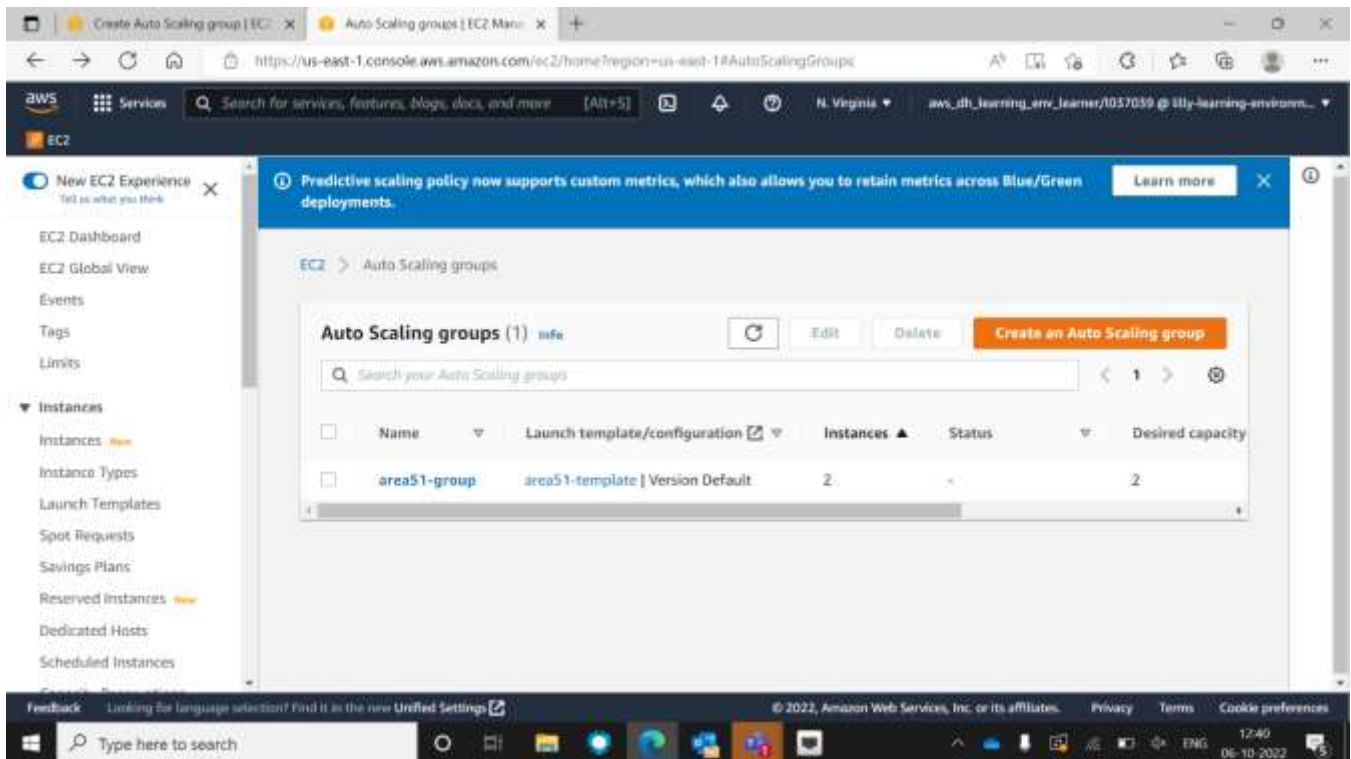 Create Auto Scaling group | EC2
Auto Scaling groups | EC2 Mana
https://us-east-1.console.aws.amazon.com/ec2/home?region=us-east-1#AutoScalingGroups:
aws
Services
Search for services, features, blogs, docs, and more
[Alt+S]
N. Virginia
aws_dh_learning_env_learner/l037059 @ lilly-learning-environm...
EC2
New EC2 Experience
Tell us what you think
EC2 Dashboard
EC2 Global View
Events
Tags
Limits
Instances
Instances New
Instance Types
Launch Templates
Spot Requests
Savings Plans
Reserved Instances New
Dedicated Hosts
Scheduled Instances
Predictive scaling policy now supports custom metrics, which also allows you to retain metrics across Blue/Green
deployments.
Learn more
EC2 > Auto Scaling groups
Auto Scaling groups (1) Info
Edit
Delete
Create an Auto Scaling group
Search your Auto Scaling groups
1
Name
Launch template/configuration
Instances
Status
Desired capacity
area51-group
area51-template | Version Default
2
-
2
Feedback
Looking for language selection? Find it in the new Unified Settings
© 2022, Amazon Web Services, Inc. or its affiliates.
Privacy
Terms
Cookie preferences
Type here to search
ENG
12:40
06-10-2022